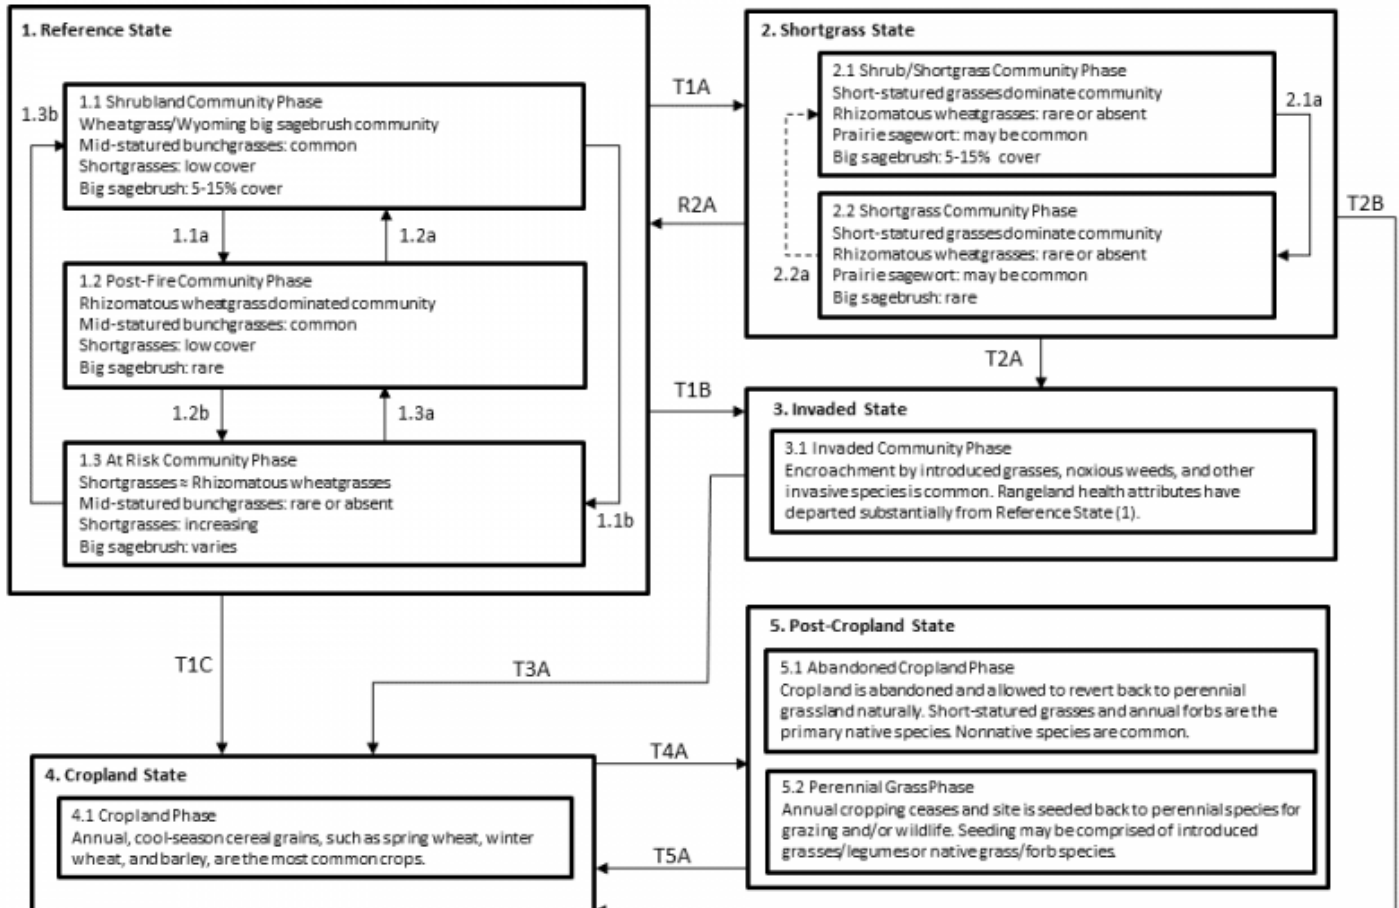 1. Reference State
1.3b
1.1 Shrubland Community Phase
Wheatgrass/Wyoming big sagebrush community
Mid-statured bunchgrasses: common
Shortgrasses: low cover
Big sagebrush: 5-15% cover
1.1a
1.2a
1.2 Post-Fire Community Phase
Rhizomatous wheatgrass dominated community
Mid-statured bunchgrasses: common
Shortgrasses: low cover
Big sagebrush: rare
1.2b
1.3a
1.3 At Risk Community Phase
Shortgrasses ≈ Rhizomatous wheatgrasses
Mid-statured bunchgrasses: rare or absent
Shortgrasses: increasing
Big sagebrush: varies
1.1b
T1A
R2A
T1B
2. Shortgrass State
2.1 Shrub/Shortgrass Community Phase
Short-statured grasses dominate community
Rhizomatous wheatgrasses: rare or absent
Prairie sagewort: may be common
Big sagebrush: 5-15% cover
2.1a
2.2 Shortgrass Community Phase
Short-statured grasses dominate community
Rhizomatous wheatgrasses: rare or absent
Prairie sagewort: may be common
Big sagebrush: rare
2.2a
T2B
T2A
3. Invaded State
3.1 Invaded Community Phase
Encroachment by introduced grasses, noxious weeds, and other
invasive species is common. Rangeland health attributes have
departed substantially from Reference State (1).
T1C
T3A
4. Cropland State
4.1 Cropland Phase
Annual, cool-season cereal grains, such as spring wheat, winter
wheat, and barley, are the most common crops.
T4A
T5A
5. Post-Cropland State
5.1 Abandoned Cropland Phase
Cropland is abandoned and allowed to revert back to perennial
grassland naturally. Short-statured grasses and annual forbs are the
primary native species. Nonnative species are common.
5.2 Perennial Grass Phase
Annual cropping ceases and site is seeded back to perennial species for
grazing and/or wildlife. Seeding may be comprised of introduced
grasses/legumes or native grass/forb species.